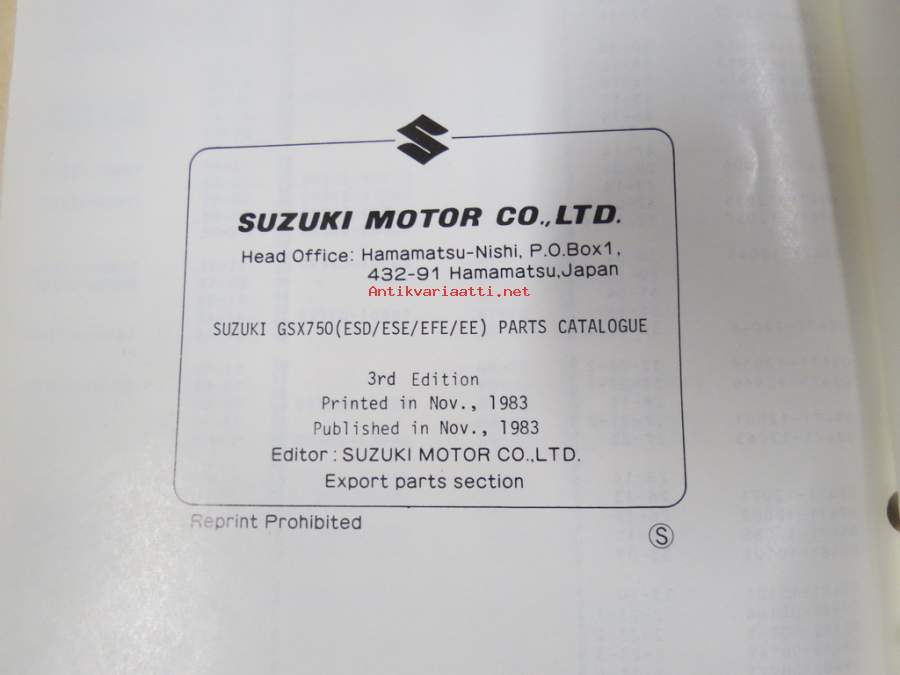 SUZUKI MOTOR CO.,LTD.
Head Office: Hamamatsu-Nishi, P.O.Box1,
432-91 Hamamatsu,Japan
Antikvariaatti.net
SUZUKI GSX750(ESD/ESE/EFE/EE) PARTS CATALOGUE
3rd Edition
Printed in Nov., 1983
Published in Nov., 1983
Editor : SUZUKI MOTOR CO.,LTD.
Export parts section
Reprint Prohibited
S